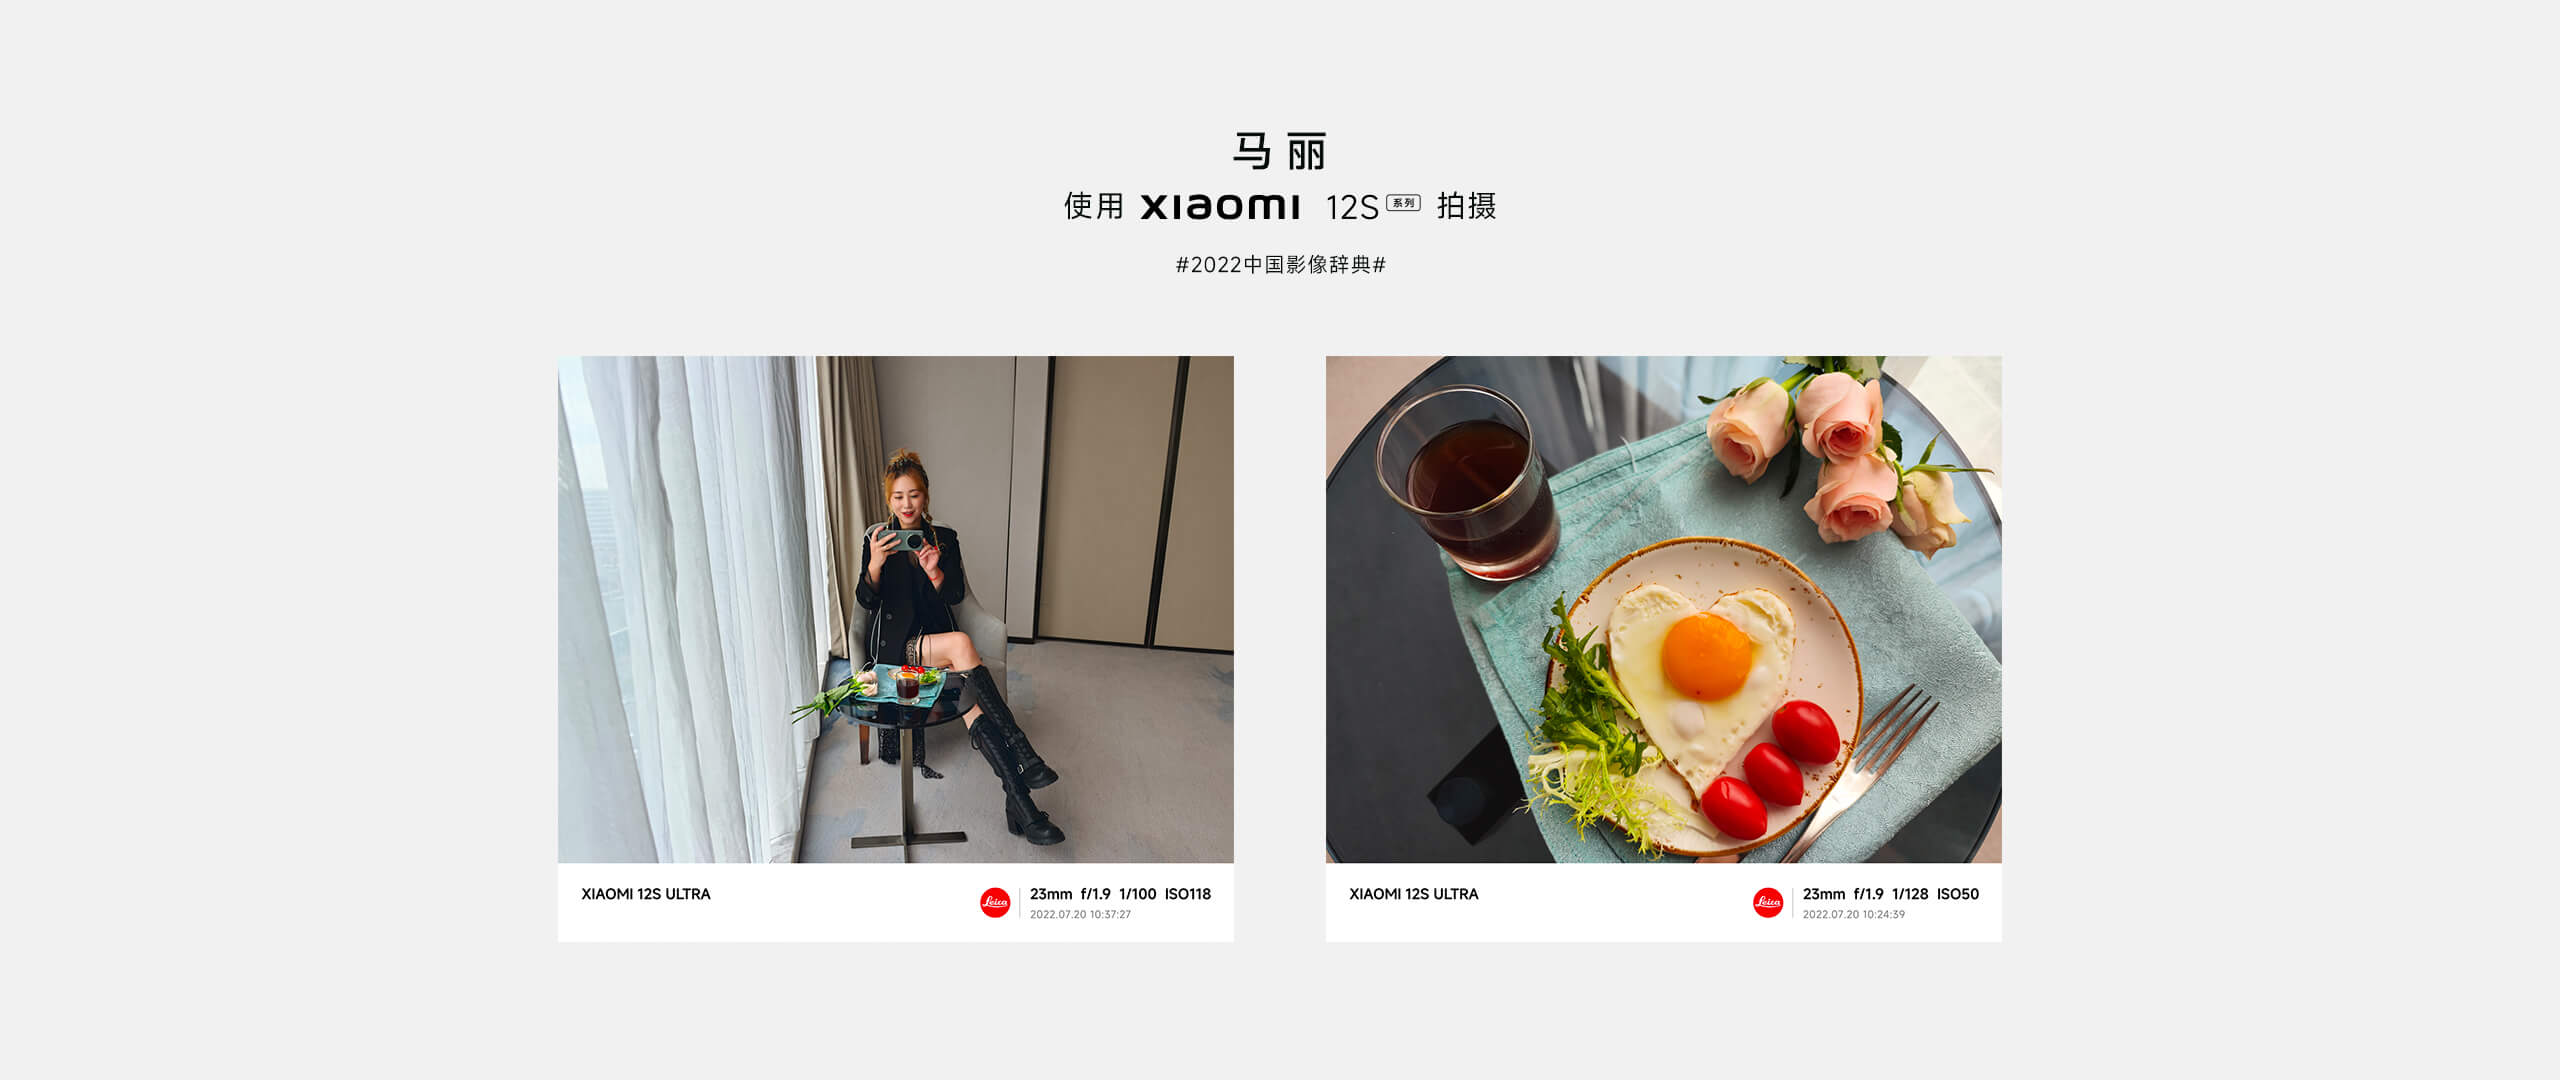 马丽
使用 xiaomi 12S 系列 拍摄
#2022中国影像辞典#
XIAOMI 12S ULTRA
Leica
23mm f/1.9 1/100 ISO118
2022.07.20 10:37:27
XIAOMI 12S ULTRA
Leica
23mm f/1.9 1/128 ISO50
2022.07.20 10:24:39